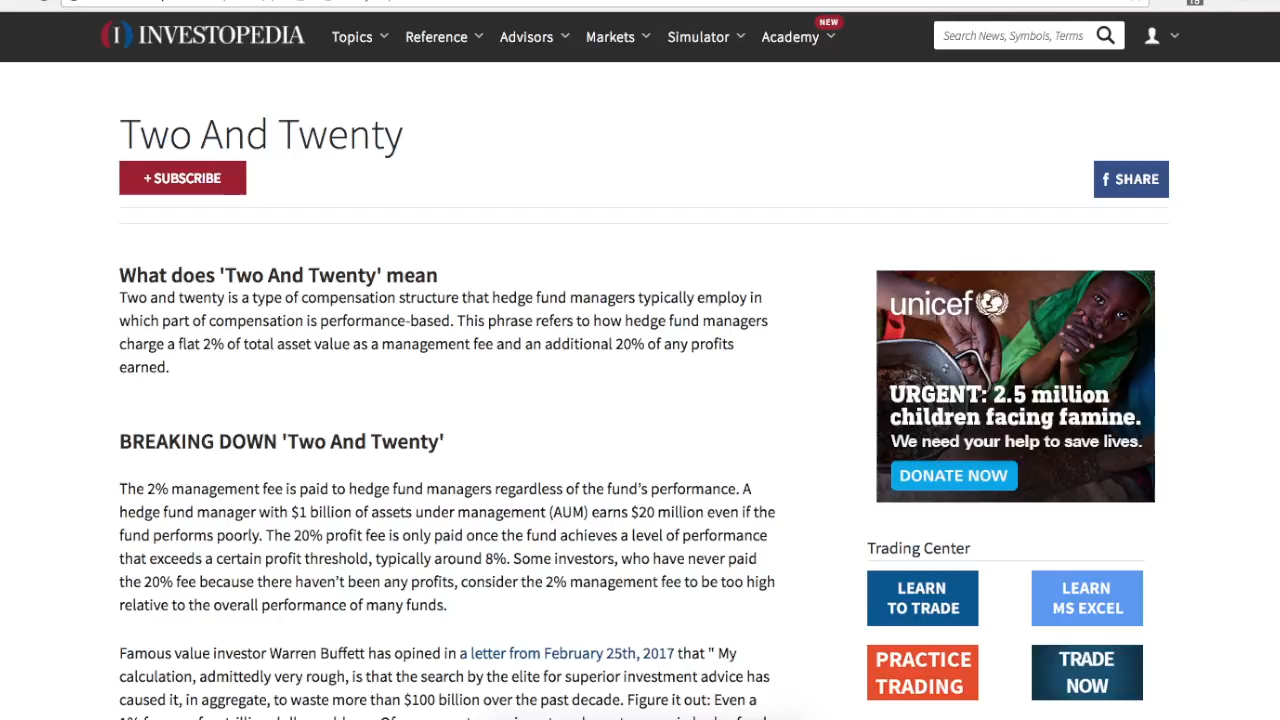 INVESTOPEDIA
Topics Reference Advisors Markets Simulator Academy NEW
Search News, Symbols, Terms
Two And Twenty
+ SUBSCRIBE
f SHARE
What does 'Two And Twenty' mean
Two and twenty is a type of compensation structure that hedge fund managers typically employ in
which part of compensation is performance-based. This phrase refers to how hedge fund managers
charge a flat 2% of total asset value as a management fee and an additional 20% of any profits
earned.
BREAKING DOWN 'Two And Twenty'
The 2% management fee is paid to hedge fund managers regardless of the fund's performance. A
hedge fund manager with $1 billion of assets under management (AUM) earns $20 million even if the
fund performs poorly. The 20% profit fee is only paid once the fund achieves a level of performance
that exceeds a certain profit threshold, typically around 8%. Some investors, who have never paid
the 20% fee because there haven't been any profits, consider the 2% management fee to be too high
relative to the overall performance of many funds.
Famous value investor Warren Buffett has opined in a letter from February 25th, 2017 that " My
calculation, admittedly very rough, is that the search by the elite for superior investment advice has
caused it, in aggregate, to waste more than $100 billion over the past decade. Figure it out: Even a
unicef
URGENT: 2.5 million
children facing famine.
We need your help to save lives.
DONATE NOW
Trading Center
LEARN
TO TRADE
LEARN
MS EXCEL
PRACTICE
TRADING
TRADE
NOW